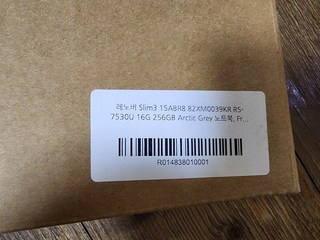 레노버 Slim3 15ABR8 82XM0039KR R5-
7530U 16G 256GB Arctic Grey 노트북, Fr...
R014838010001